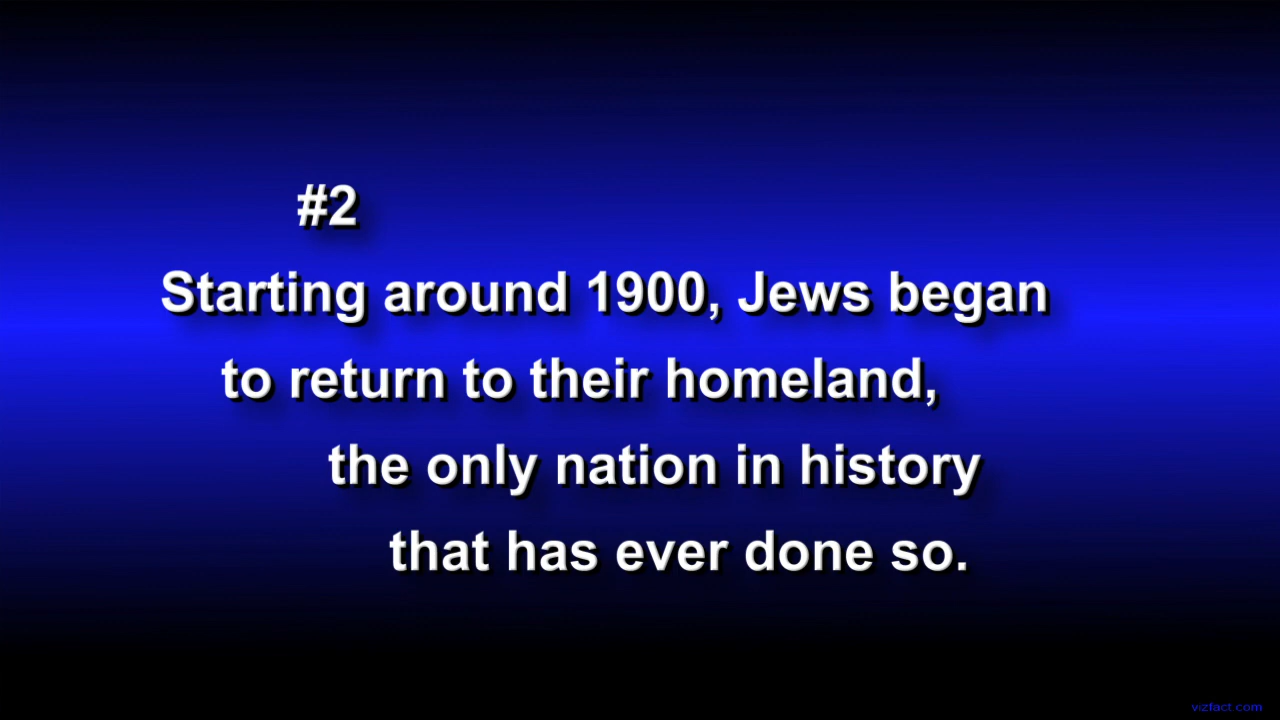 #2
Starting around 1900, Jews began
to return to their homeland,
the only nation in history
that has ever done so.
vizfact.com